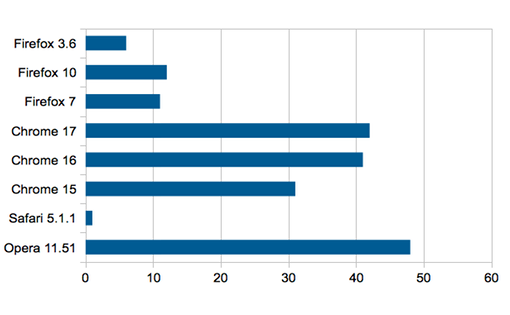 Firefox 3.6
Firefox 10
Firefox 7
Chrome 17
Chrome 16
Chrome 15
Safari 5.1.1
Opera 11.51
0 10 20 30 40 50 60